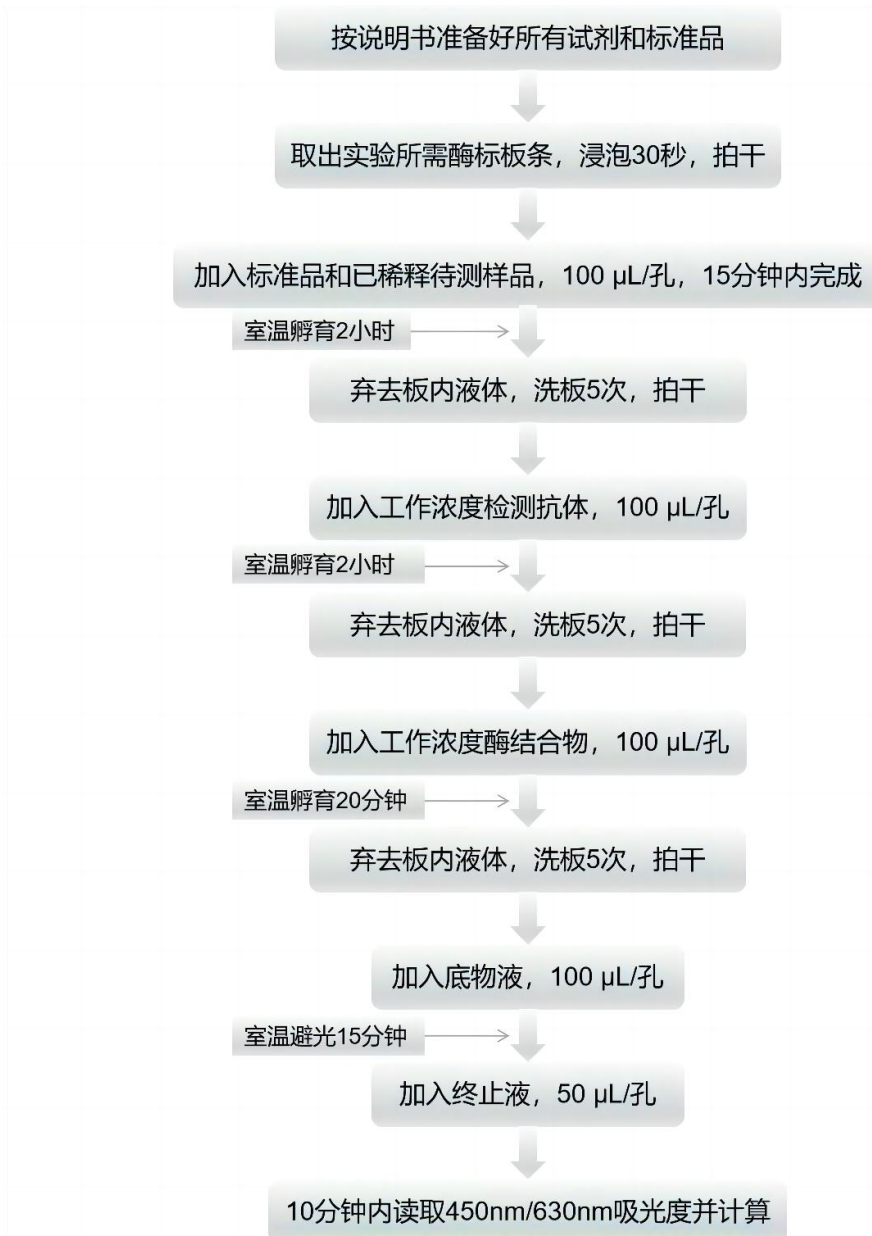 按说明书准备好所有试剂和标准品
取出实验所需酶标板条，浸泡30秒，拍干
加入标准品和已稀释待测样品，100 μL/孔，15分钟内完成
室温孵育2小时
弃去板内液体，洗板5次，拍干
加入工作浓度检测抗体，100 μL/孔
室温孵育2小时
弃去板内液体，洗板5次，拍干
加入工作浓度酶结合物，100 μL/孔
室温孵育20分钟
弃去板内液体，洗板5次，拍干
加入底物液，100 μL/孔
室温避光15分钟
加入终止液，50 μL/孔
10分钟内读取450nm/630nm吸光度并计算